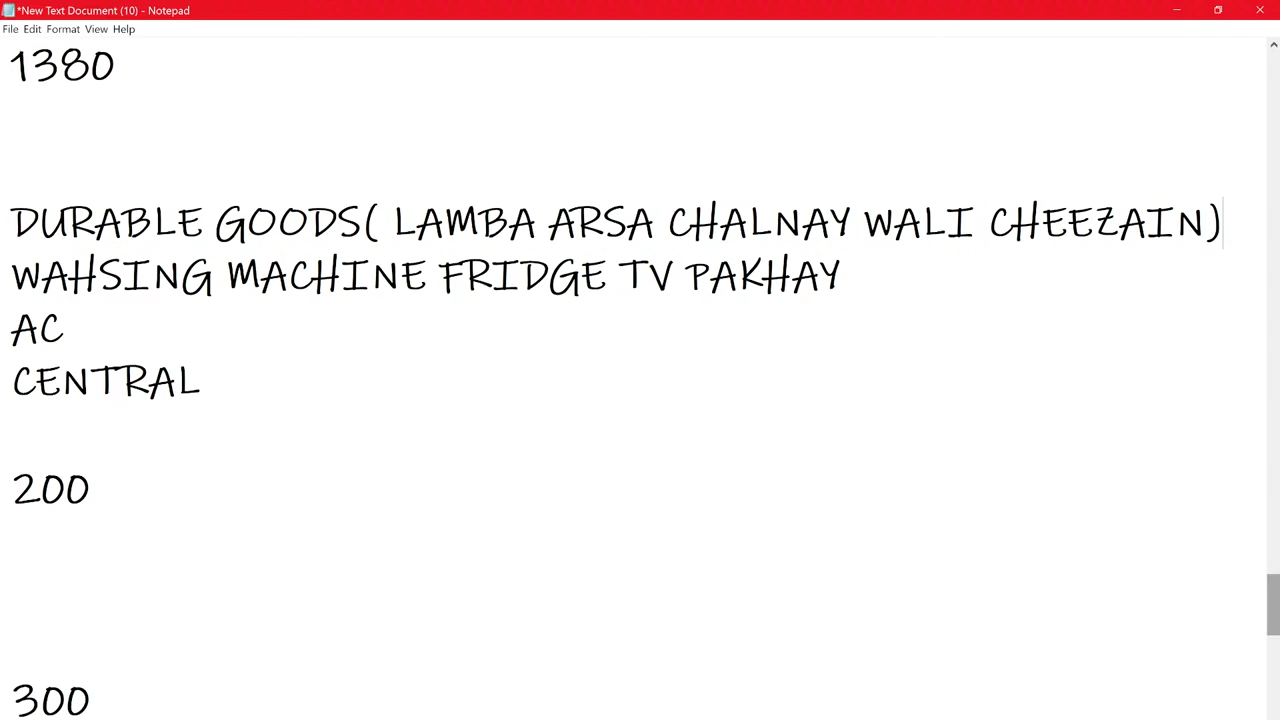 *New Text Document (10) - Notepad
File Edit Format View Help
1380
DURABLE GOODS( LAMBA ARSA CHALNAY WALI CHEEZAIN)
WAHSING MACHINE FRIDGE TV PAKHAY
AC
CENTRAL
200
300